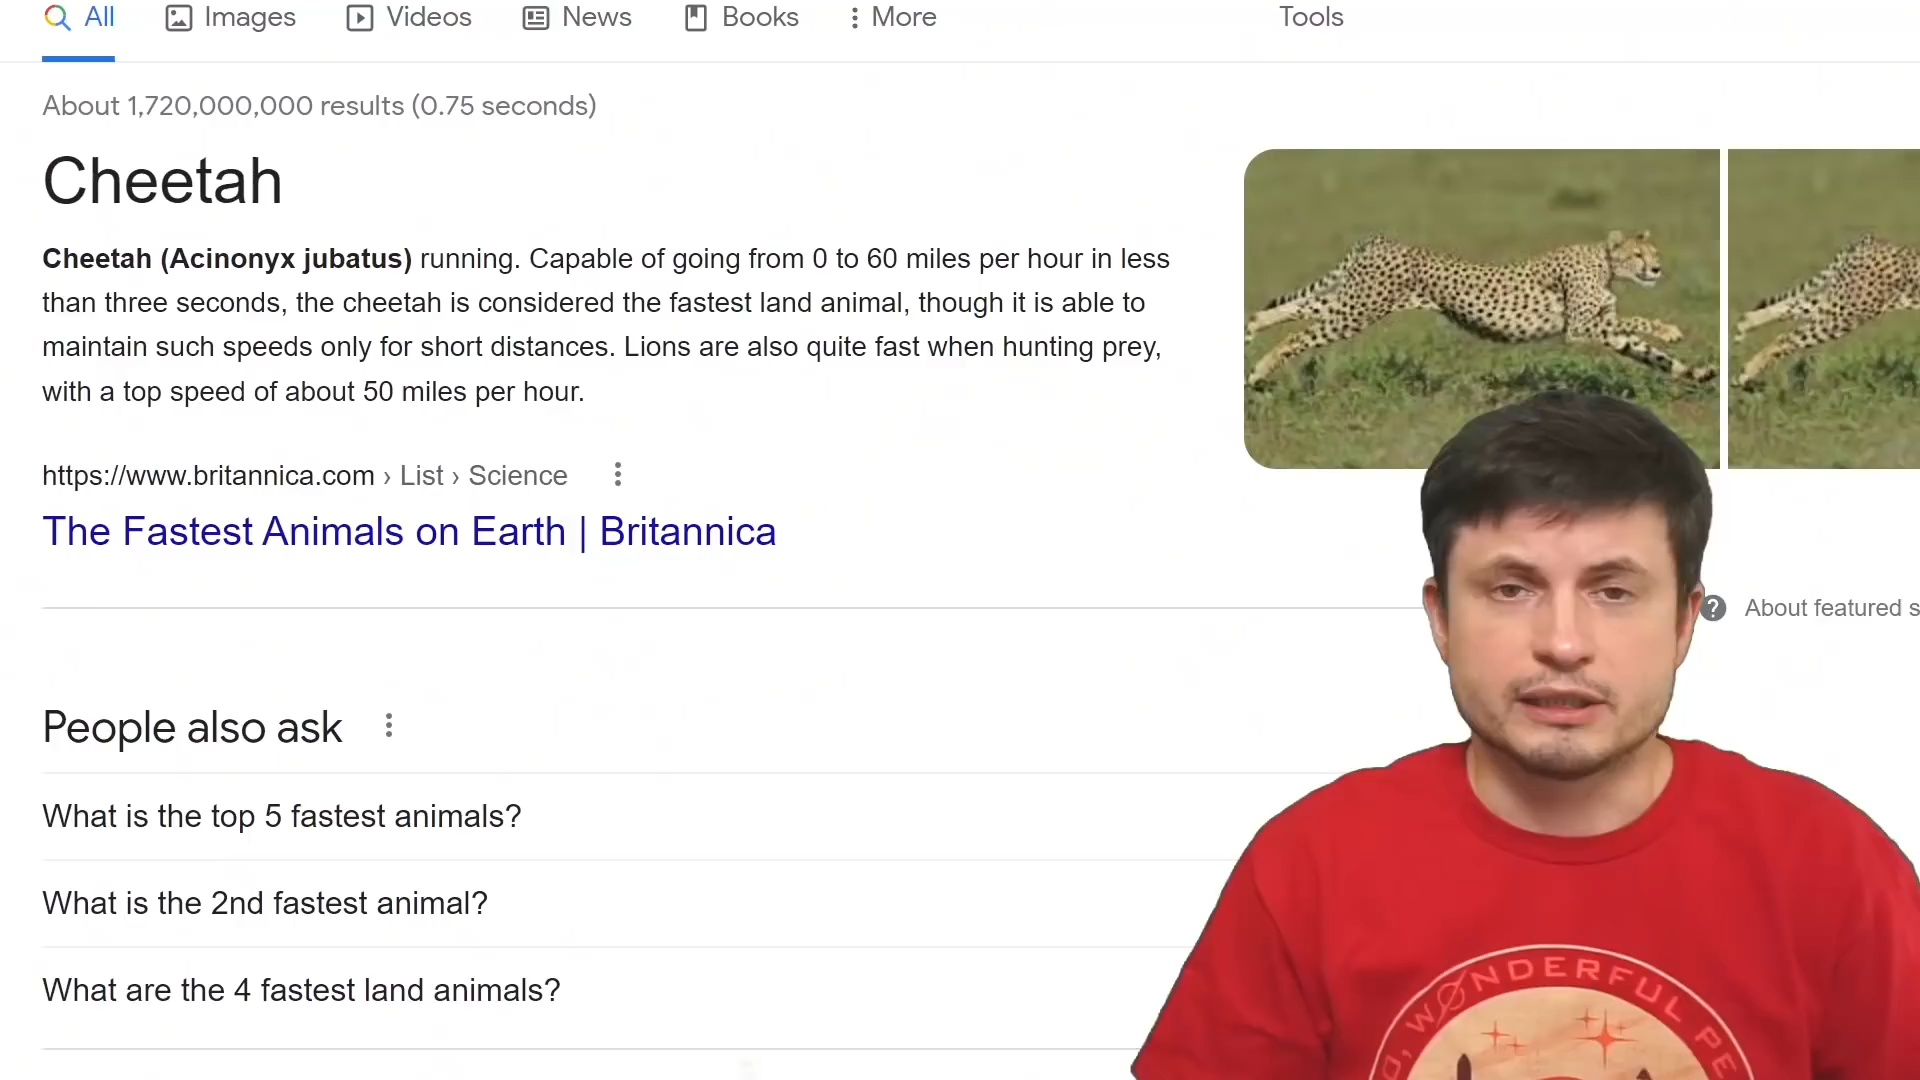 All Images Videos News Books More Tools
About 1,720,000,000 results (0.75 seconds)
Cheetah
Cheetah (Acinonyx jubatus) running. Capable of going from 0 to 60 miles per hour in less
than three seconds, the cheetah is considered the fastest land animal, though it is able to
maintain such speeds only for short distances. Lions are also quite fast when hunting prey,
with a top speed of about 50 miles per hour.
https://www.britannica.com › List › Science
The Fastest Animals on Earth | Britannica
About featured s
People also ask
What is the top 5 fastest animals?
What is the 2nd fastest animal?
What are the 4 fastest land animals?
WONDERFUL PE